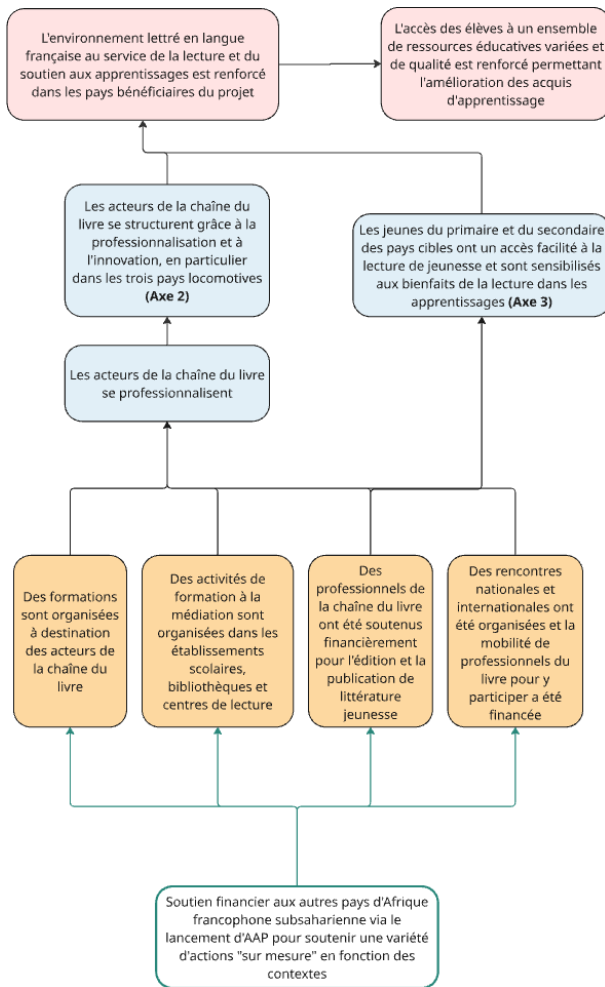 L'environnement lettré en langue
française au service de la lecture et du
soutien aux apprentissages est renforcé
dans les pays bénéficiaires du projet
L'accès des élèves à un ensemble
de ressources éducatives variées et
de qualité est renforcé permettant
l'amélioration des acquis
d'apprentissage
Les acteurs de la chaîne du
livre se structurent grâce à la
professionnalisation et à
l'innovation, en particulier
dans les trois pays locomotives
(Axe 2)
Les jeunes du primaire et du secondaire
des pays cibles ont un accès facilité à la
lecture de jeunesse et sont sensibilisés
aux bienfaits de la lecture dans les
apprentissages (Axe 3)
Les acteurs de la chaîne du livre
se professionnalisent
Des formations
sont organisées
à destination
des acteurs de
la chaîne du
livre
Des activités de
formation à la
médiation sont
organisées dans les
établissements
scolaires,
bibliothèques et
centres de lecture
Des
professionnels de
la chaîne du livre
ont été soutenus
financièrement
pour l'édition et la
publication de
littérature
jeunesse
Des rencontres
nationales et
internationales ont
été organisées et la
mobilité de
professionnels du
livre pour y
participer a été
financée
Soutien financier aux autres pays d'Afrique
francophone subsaharienne via le
lancement d'AAP pour soutenir une variété
d'actions "sur mesure" en fonction des
contextes